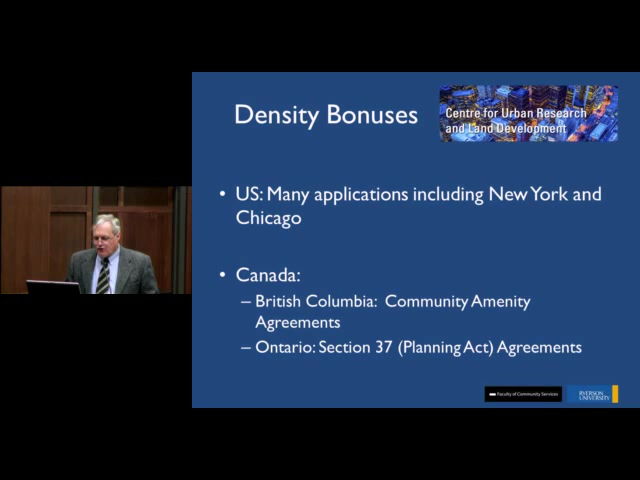 Density Bonuses
Centre for Urban Research
and Land Development
• US: Many applications including New York and
Chicago
• Canada:
– British Columbia: Community Amenity
Agreements
– Ontario: Section 37 (Planning Act) Agreements
Faculty of Community Services
RYERSON
UNIVERSITY